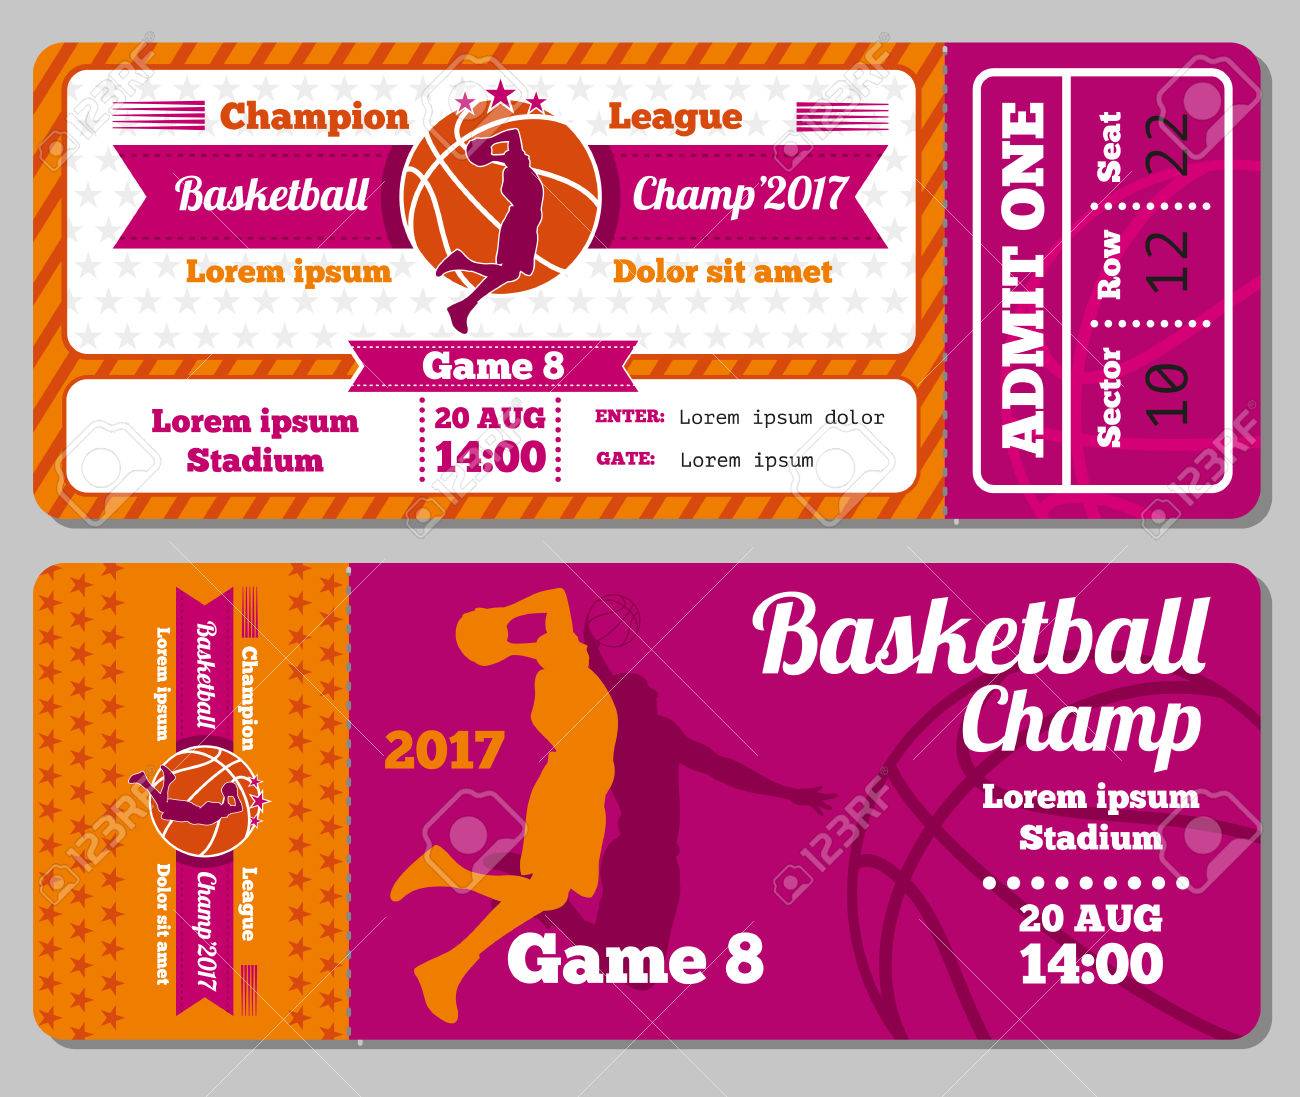 Champion League
Basketball Champ'2017
Lorem ipsum Dolor sit amet
Game 8
Lorem ipsum
Stadium
20 AUG
14:00
ENTER: Lorem ipsum dolor
GATE: Lorem ipsum
ADMIT ONE
Sector Row Seat
10 12 22
Champion League
Basketball Champ'2017
Lorem ipsum Dolor sit amet
2017
Game 8
Basketball
Champ
Lorem ipsum
Stadium
20 AUG
14:00
123RF